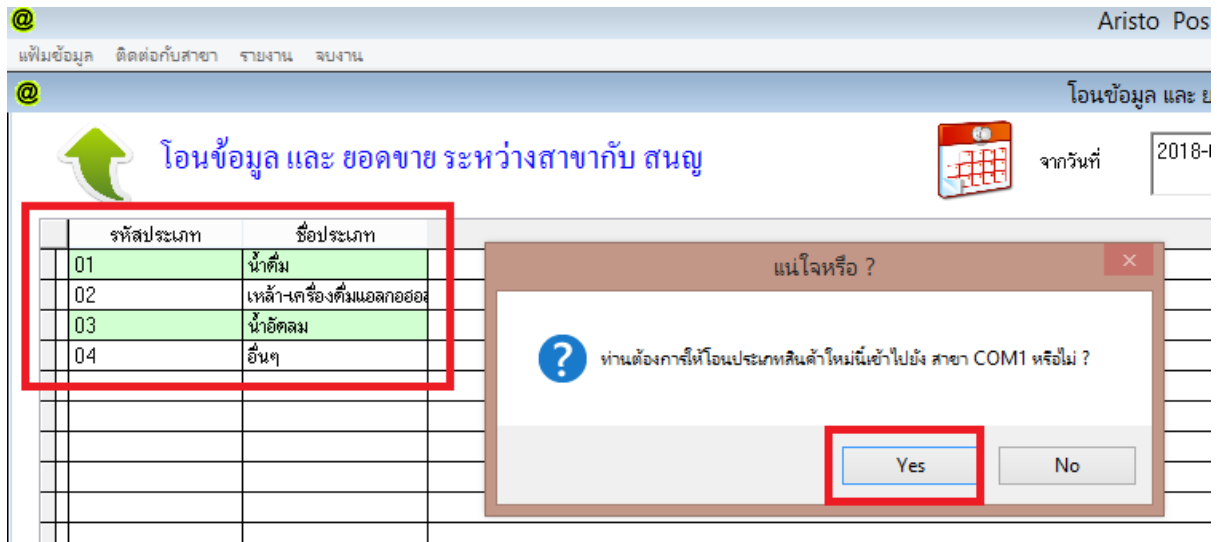 @
Aristo Pos
แฟ้มข้อมูล ติดต่อกับสาขา รายงาน จบงาน
@
โอนข้อมูล และ ย
โอนข้อมูล และ ยอดขาย ระหว่างสาขากับ สนญ
จากวันที่
2018-
รหัสประเภท ชื่อประเภท
01 น้ำดื่ม
02 เหล้า-เครื่องดื่มแอลกอฮอล
03 น้ำอัดลม
04 อื่นๆ
แน่ใจหรือ ?
ท่านต้องการให้โอนประเภทสินค้าใหม่นี้เข้าไปยัง สาขา COM1 หรือไม่ ?
Yes
No